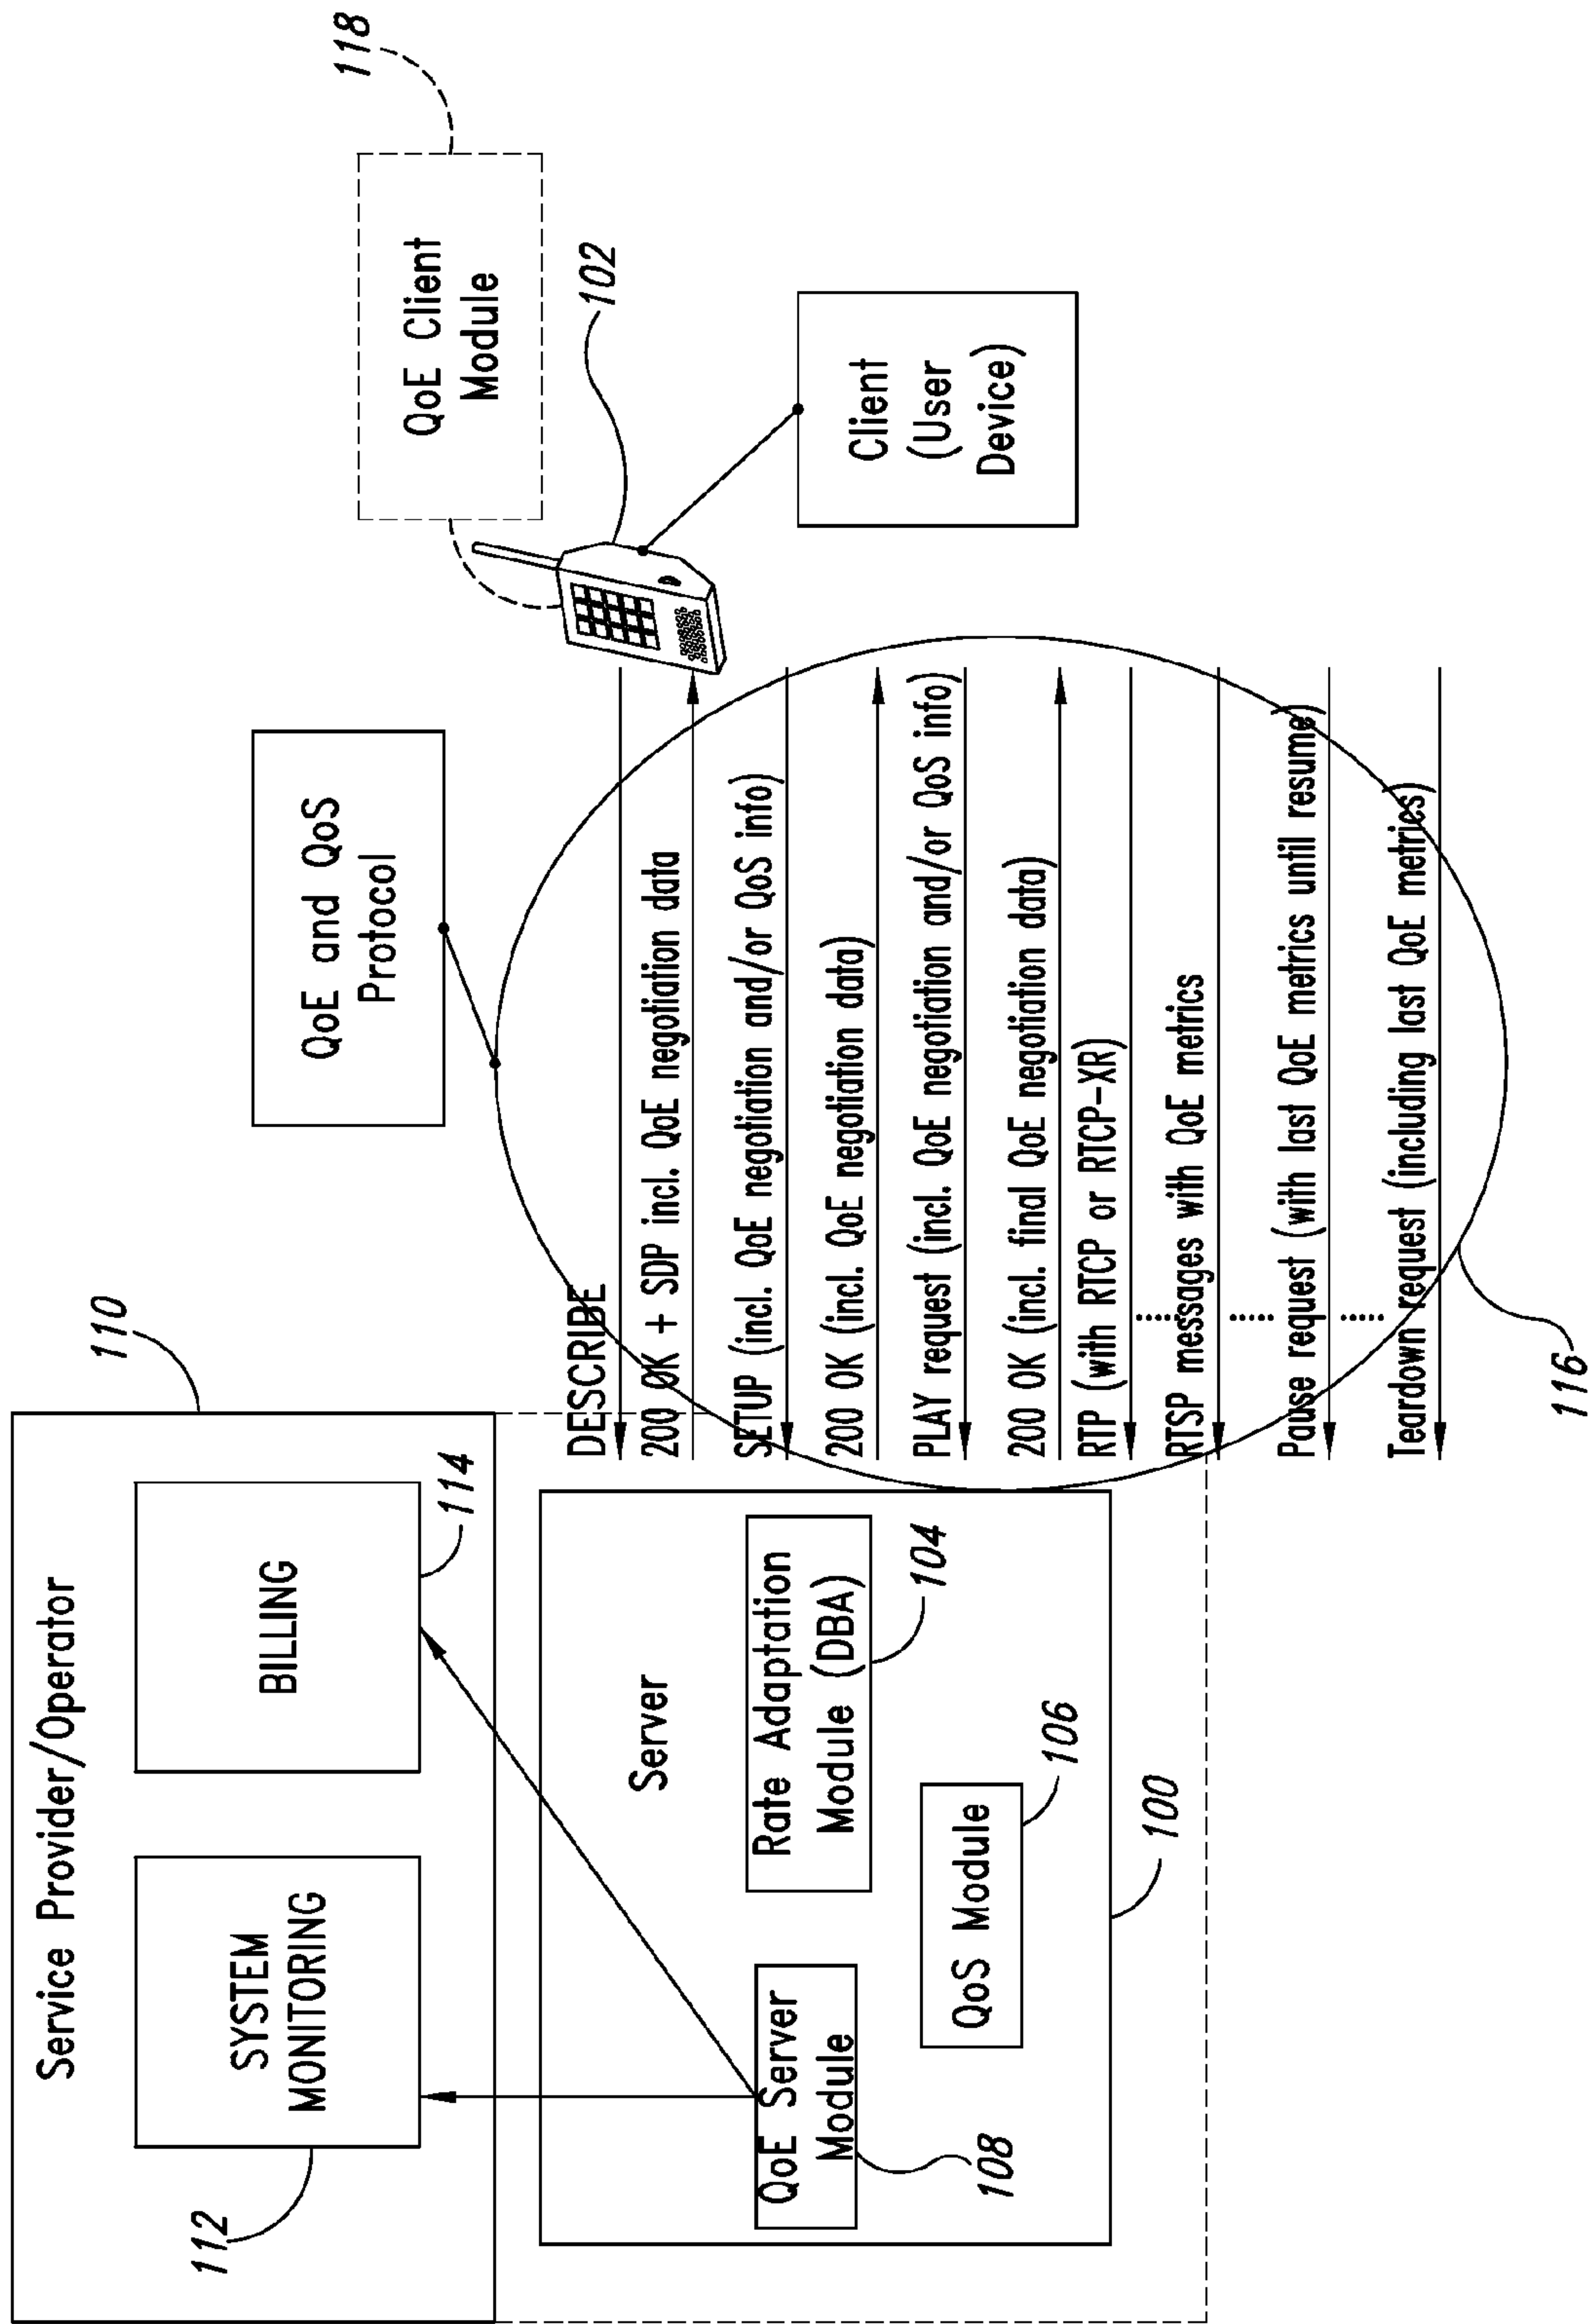 Service Provider/Operator
110
SYSTEM
MONITORING
112
BILLING
114
Server
QoE Server
Module
108
Rate Adaptation
Module (DBA)
104
QoS Module
106
100
QoE and QoS
Protocol
DESCRIBE
200 OK + SDP incl. QoE negotiation data
SETUP (incl. QoE negotiation and/or QoS info)
200 OK (incl. QoE negotiation data)
PLAY request (incl. QoE negotiation and/or QoS info)
200 OK (incl. final QoE negotiation data)
RTP (with RTCP or RTCP-XR)
RTSP messages with QoE metrics
Pause request (with last QoE metrics until resume)
Teardown request (including last QoE metrics)
116
QoE Client
Module
118
102
Client
(User
Device)